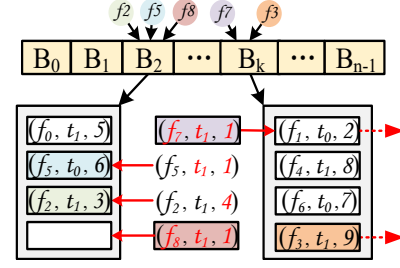 f2 f5 f8 f7 f3
B0 B1 B2 ··· Bk ··· Bn-1
(f0, t1, 5) (f7, t1, 1) (f1, t0, 2)
(f5, t0, 6) (f5, t1, 1) (f4, t1, 8)
(f2, t1, 3) (f2, t1, 4) (f6, t0,7)
(f8, t1, 1) (f3, t1, 9)